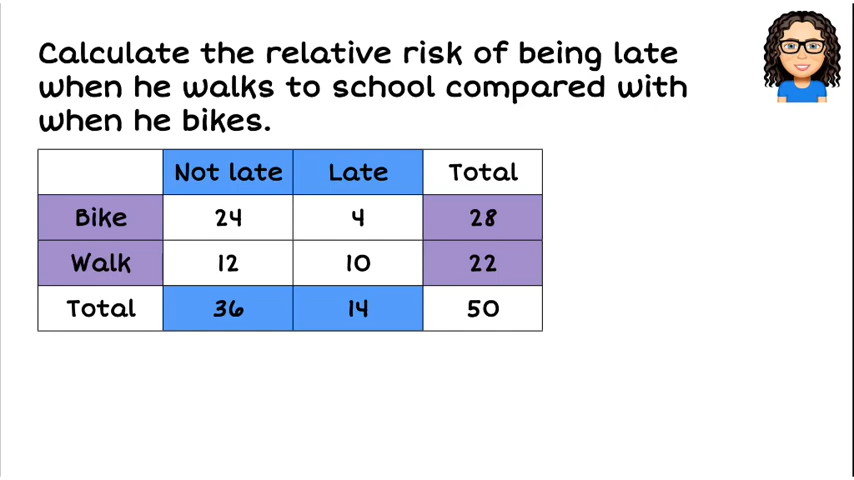 Calculate the relative risk of being late
when he walks to school compared with
when he bikes.
Not late Late Total
Bike 24 4 28
Walk 12 10 22
Total 36 14 50